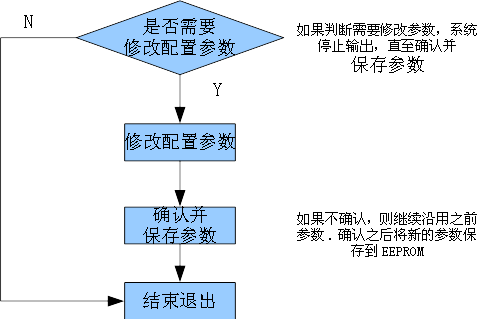 N
是否需要
修改配置参数
如果判断需要修改参数，系统
停止输出，直至确认并
保存参数
Y
修改配置参数
确认并
保存参数
如果不确认，则继续沿用之前
参数．确认之后将新的参数保
存到EEPROM
结束退出